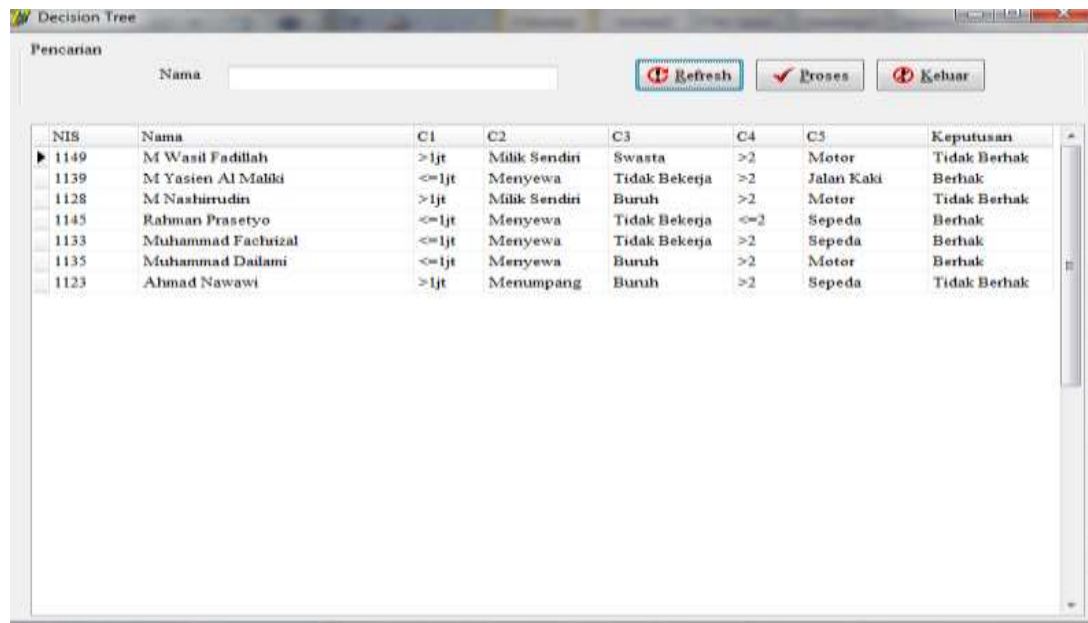 Decision Tree
Pencarian
Nama Refresh Proses Keluar
NIS Nama C1 C2 C3 C4 C5 Keputusan
1149 M Wasil Fadillah >1jt Milik Sendiri Swasta >2 Motor Tidak Berhak
1139 M Yasien Al Maliki <=1jt Menyewa Tidak Bekerja >2 Jalan Kaki Berhak
1128 M Nashirrudin >1jt Milik Sendiri Buruh >2 Motor Tidak Berhak
1145 Rahman Prasetyo <=1jt Menyewa Tidak Bekerja <=2 Sepeda Berhak
1133 Muhammad Fachrizal <=1jt Menyewa Tidak Bekerja >2 Sepeda Berhak
1135 Muhammad Dailami <=1jt Menyewa Buruh >2 Motor Berhak
1123 Ahmad Nawawi >1jt Menumpang Buruh >2 Sepeda Tidak Berhak